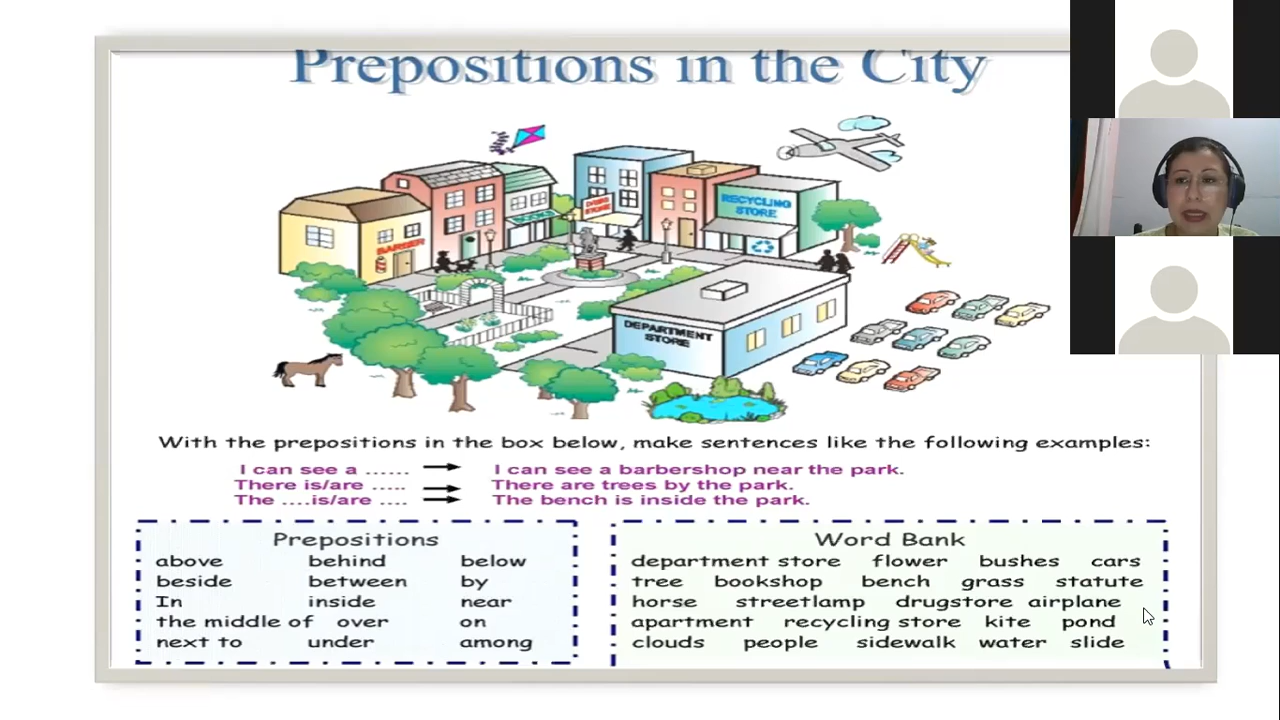 Prepositions in the City
BARBER
BOOKS
DRUG
STORE
RECYCLING
STORE
DEPARTMENT
STORE
With the prepositions in the box below, make sentences like the following examples:
I can see a ...... I can see a barbershop near the park.
There is/are ..... There are trees by the park.
The ....is/are .... The bench is inside the park.
Prepositions
above behind below
beside between by
In inside near
the middle of over on
next to under among
Word Bank
department store flower bushes cars
tree bookshop bench grass statute
horse streetlamp drugstore airplane
apartment recycling store kite pond
clouds people sidewalk water slide